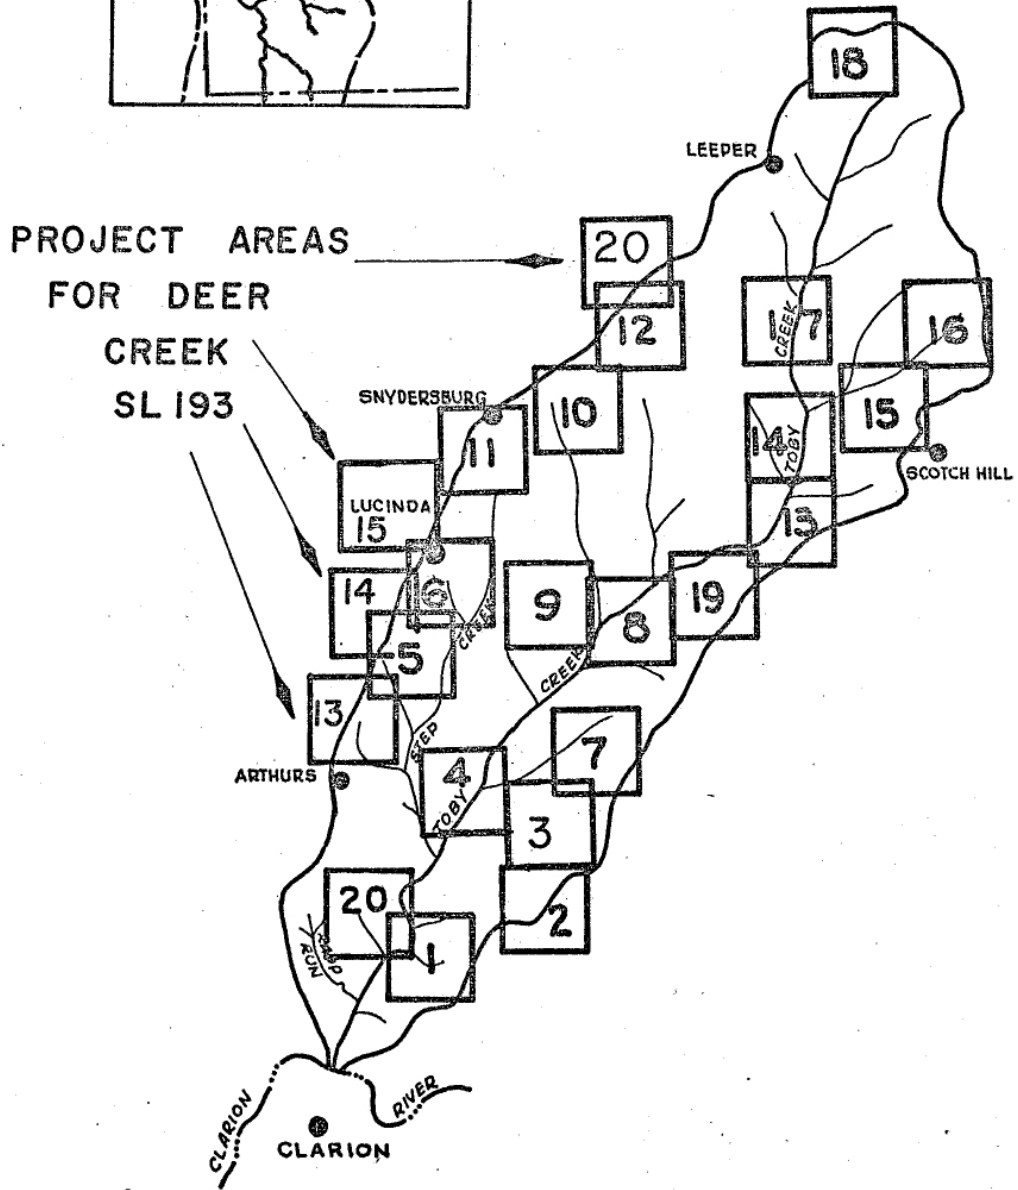 18
LEEPER
PROJECT AREAS
FOR DEER
CREEK
SL 193
20
12
17
CREEK
16
SNYDERSBURG
10
11
14
TOBY
15
SCOTCH HILL
LUCINDA
15
13
14
16
CREEK
9
8
19
5
CREEK
13
STEP
7
ARTHURS
4
TOBY
3
20
2
RAPP
RUN
1
CLARION
RIVER
CLARION